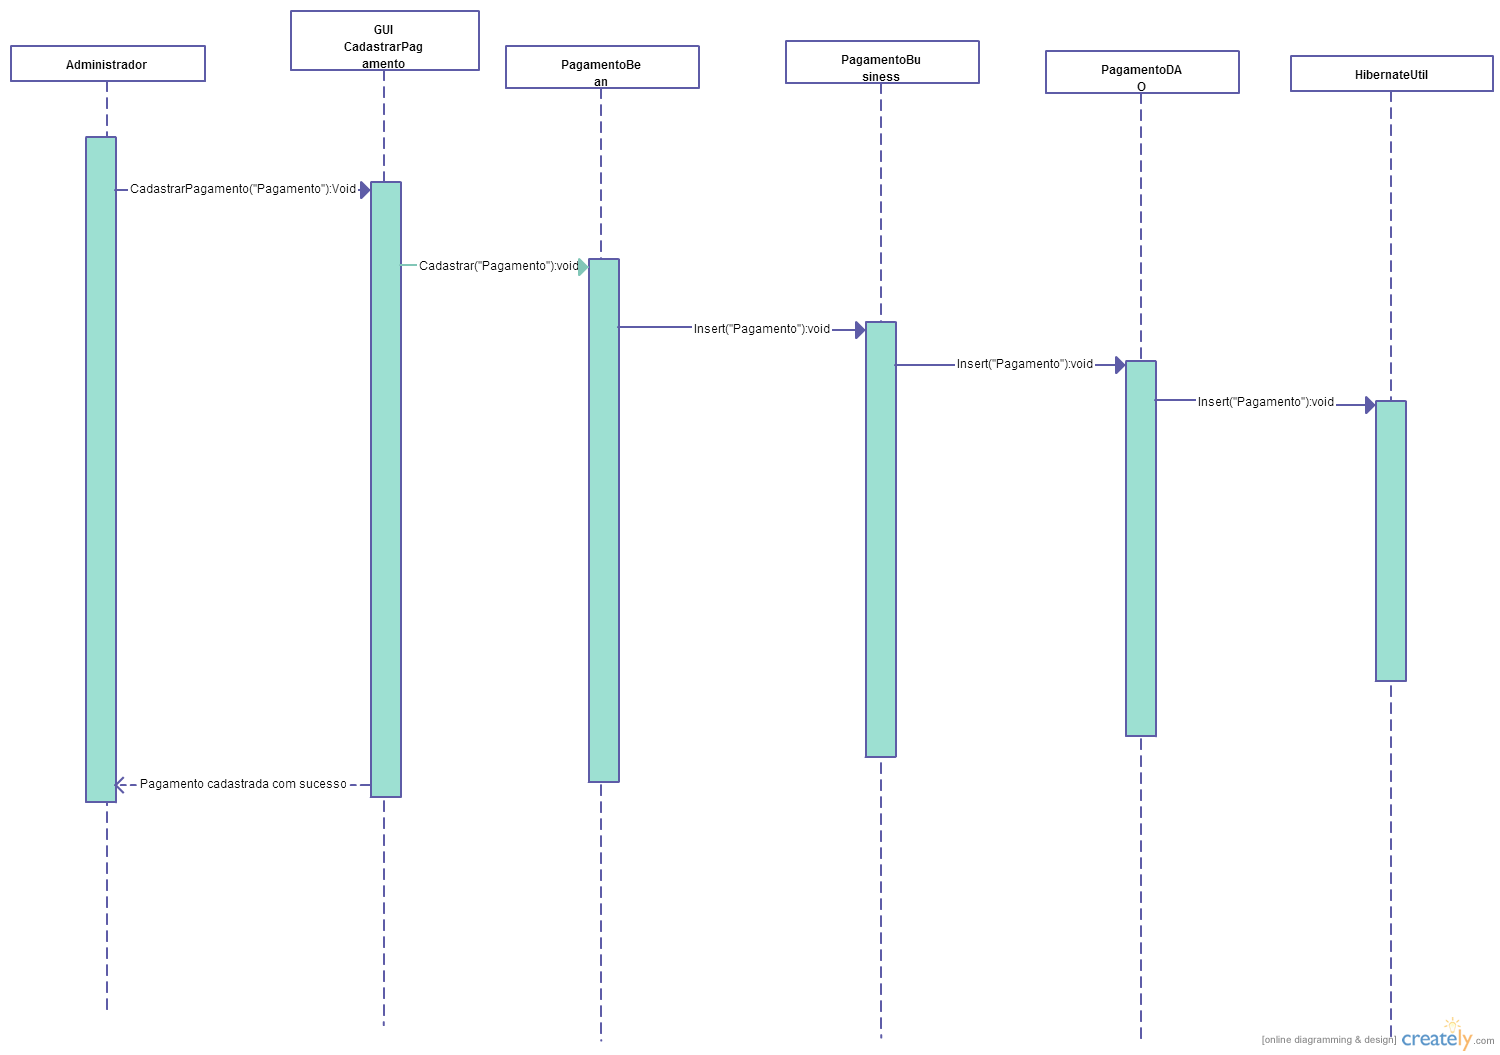 GUI
CadastrarPag
amento
Administrador
PagamentoBe
an
PagamentoBu
siness
PagamentoDA
O
HibernateUtil
CadastrarPagamento("Pagamento"):Void
Cadastrar("Pagamento"):void
Insert("Pagamento"):void
Insert("Pagamento"):void
Insert("Pagamento"):void
Pagamento cadastrada com sucesso
[online diagramming & design] creately.com